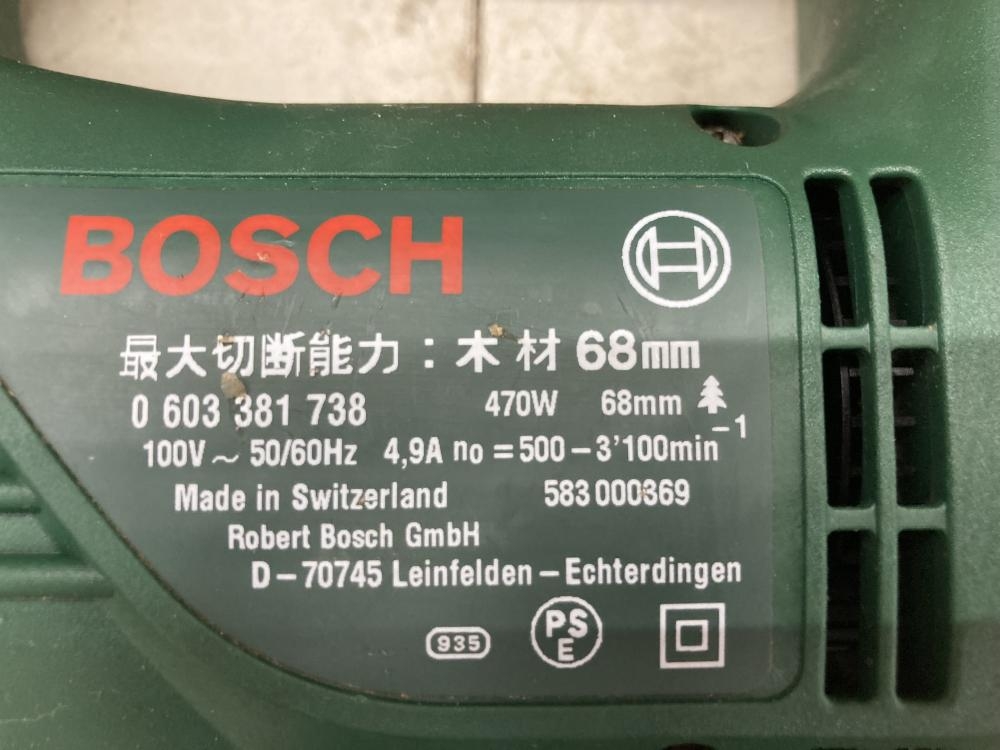 BOSCH
最大切断能力：木材 68mm
0 603 381 738 470W 68mm
100V ~ 50/60Hz 4,9A no = 500 – 3'100min⁻¹
Made in Switzerland 583 000369
Robert Bosch GmbH
D – 70745 Leinfelden – Echterdingen
935 PS E